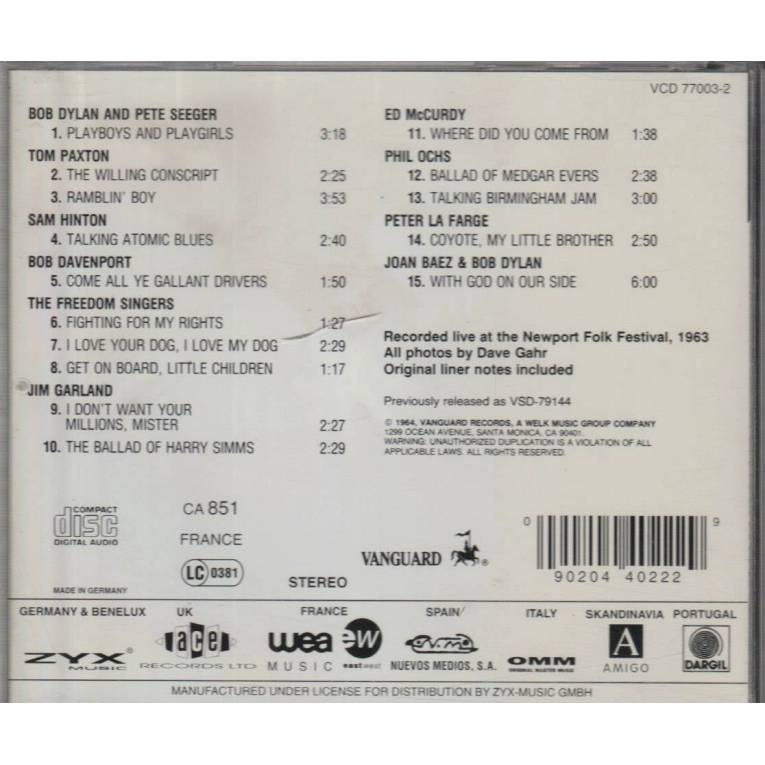 VCD 77003-2
BOB DYLAN AND PETE SEEGER
1. PLAYBOYS AND PLAYGIRLS 3:18
TOM PAXTON
2. THE WILLING CONSCRIPT 2:25
3. RAMBLIN' BOY 3:53
SAM HINTON
4. TALKING ATOMIC BLUES 2:40
BOB DAVENPORT
5. COME ALL YE GALLANT DRIVERS 1:50
THE FREEDOM SINGERS
6. FIGHTING FOR MY RIGHTS 1:27
7. I LOVE YOUR DOG, I LOVE MY DOG 2:29
8. GET ON BOARD, LITTLE CHILDREN 1:17
JIM GARLAND
9. I DON'T WANT YOUR
MILLIONS, MISTER 2:27
10. THE BALLAD OF HARRY SIMMS 2:29
ED McCURDY
11. WHERE DID YOU COME FROM 1:38
PHIL OCHS
12. BALLAD OF MEDGAR EVERS 2:38
13. TALKING BIRMINGHAM JAM 3:00
PETER LA FARGE
14. COYOTE, MY LITTLE BROTHER 2:50
JOAN BAEZ & BOB DYLAN
15. WITH GOD ON OUR SIDE 6:00
Recorded live at the Newport Folk Festival, 1963
All photos by Dave Gahr
Original liner notes included
Previously released as VSD-79144
© 1964, VANGUARD RECORDS, A WELK MUSIC GROUP COMPANY
1299 OCEAN AVENUE, SANTA MONICA, CA 90401.
WARNING: UNAUTHORIZED DUPLICATION IS A VIOLATION OF ALL
APPLICABLE LAWS. ALL RIGHTS RESERVED.
COMPACT
disc
DIGITAL AUDIO
CA 851
FRANCE
LC 0381
STEREO
VANGUARD ®
0 90204 40222 9
MADE IN GERMANY
GERMANY & BENELUX UK FRANCE SPAIN/ ITALY SKANDINAVIA PORTUGAL
ZYX® MUSIC
ace RECORDS LTD
wea MUSIC
ew eastwest
NUEVOS MEDIOS, S.A.
OMM ORIGINAL MASTER MUSIC
A AMIGO
DARGIL
MANUFACTURED UNDER LICENSE FOR DISTRIBUTION BY ZYX-MUSIC GMBH